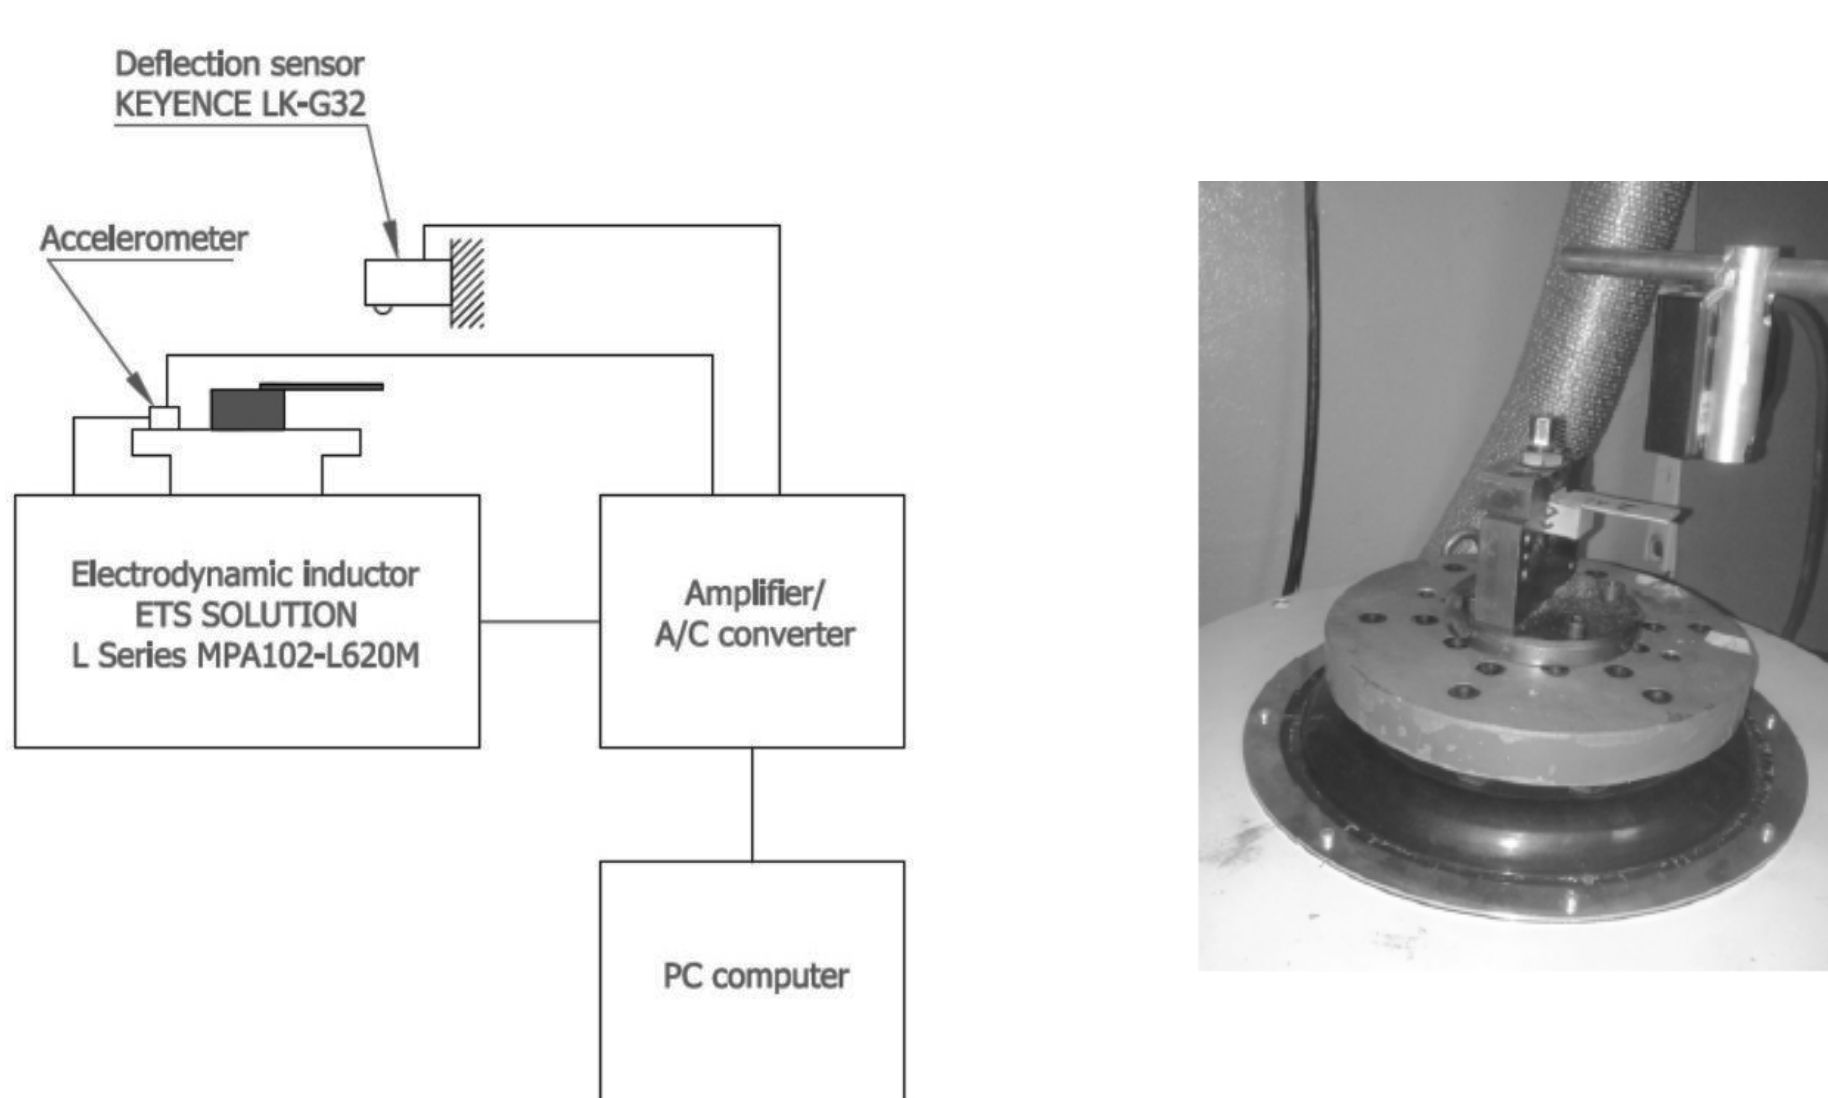 Deflection sensor
KEYENCE LK-G32
Accelerometer
Electrodynamic inductor
ETS SOLUTION
L Series MPA102-L620M
Amplifier/
A/C converter
PC computer